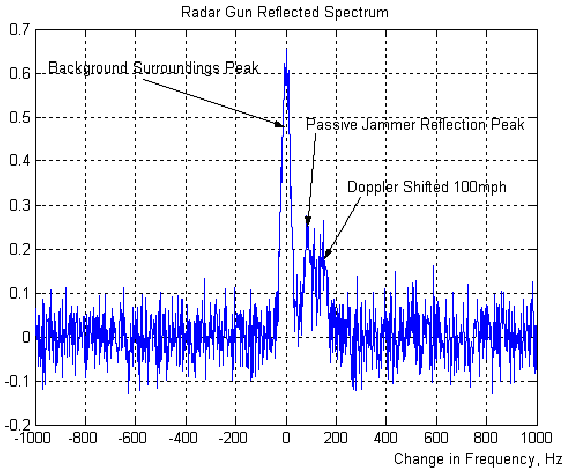 Radar Gun Reflected Spectrum
0.7
0.6
Background Surroundings Peak
0.5
Passive Jammer Reflection Peak
0.4
Doppler Shifted 100mph
0.3
0.2
0.1
0
-0.1
-0.2
-1000 -800 -600 -400 -200 0 200 400 600 800 1000
Change in Frequency, Hz